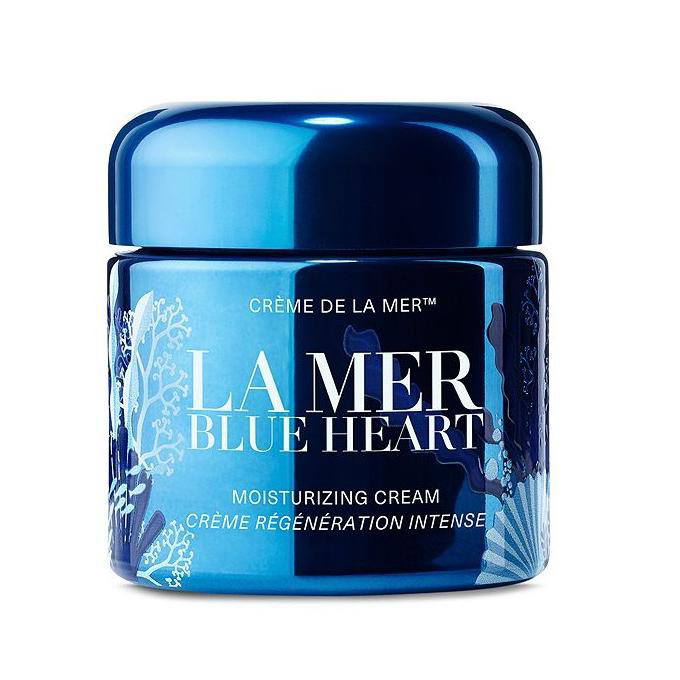 CRÈME DE LA MER™
LA MER
BLUE HEART
MOISTURIZING CREAM
CRÈME RÉGÉNÉRATION INTENSE